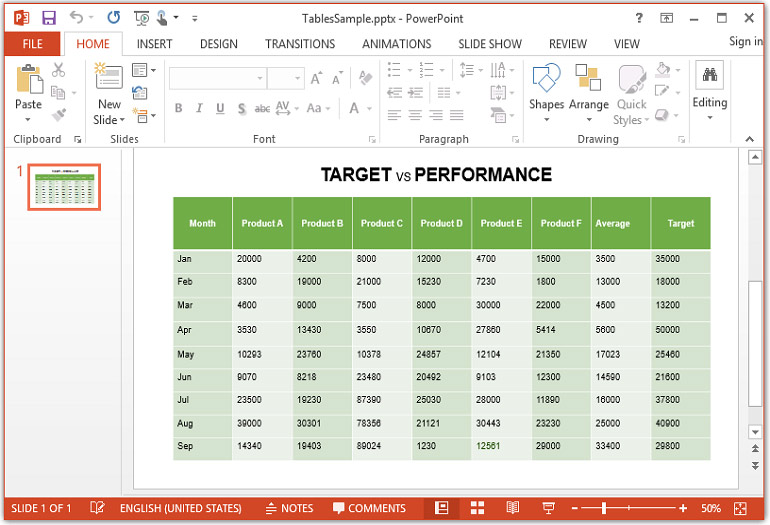 TablesSample.pptx - PowerPoint
FILE HOME INSERT DESIGN TRANSITIONS ANIMATIONS SLIDE SHOW REVIEW VIEW Sign in
Paste New Slide B I U S abc AV Aa A Shapes Arrange Quick Styles Editing
Clipboard Slides Font Paragraph Drawing
1
TARGET vs PERFORMANCE
Month Product A Product B Product C Product D Product E Product F Average Target
Jan 20000 4200 8000 12000 4700 15000 3500 35000
Feb 8300 19000 21000 15230 7230 1800 13000 18000
Mar 4600 9000 7500 8000 30000 22000 4500 13200
Apr 3530 13430 3550 10670 27860 5414 5600 50000
May 10293 23760 10378 24857 12104 21350 17023 25460
Jun 9070 8218 23480 20492 9103 12300 14590 21600
Jul 23500 19230 87390 25030 28000 11890 16000 37800
Aug 39000 30301 78356 21121 30443 23230 25000 40900
Sep 14340 19403 89024 1230 12561 29000 33400 29800
SLIDE 1 OF 1 ENGLISH (UNITED STATES) NOTES COMMENTS 50%